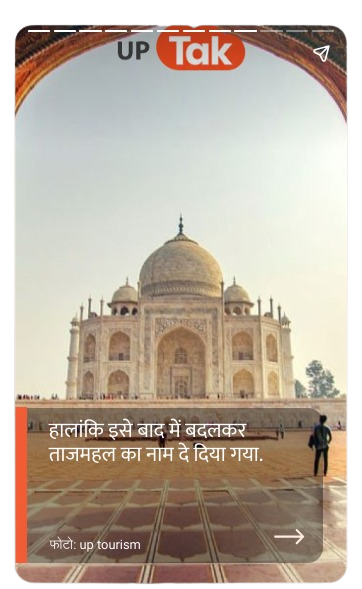 UP Tak
हालांकि इसे बाद में बदलकर
ताजमहल का नाम दे दिया गया.
फोटो: up tourism